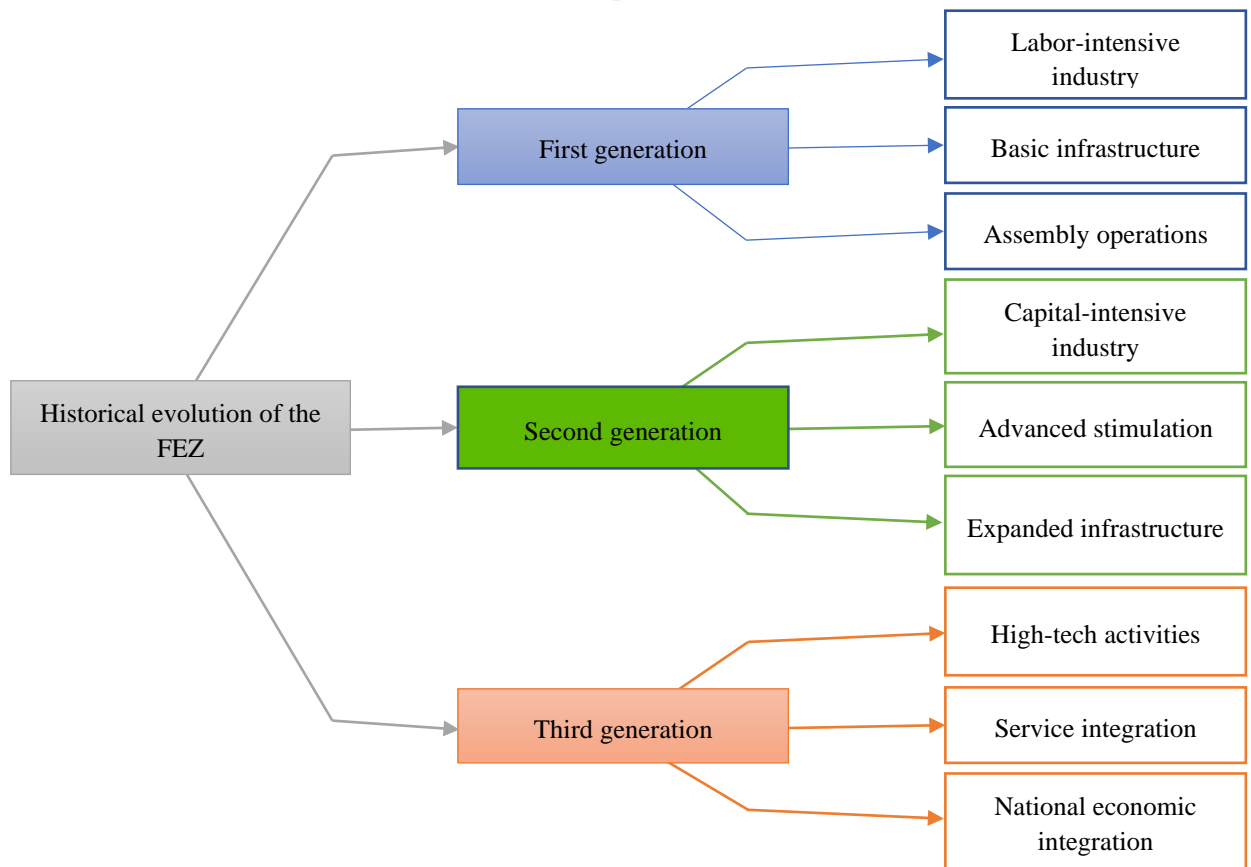 Labor-intensive
industry
First generation
Basic infrastructure
Assembly operations
Capital-intensive
industry
Historical evolution of the
FEZ
Second generation
Advanced stimulation
Expanded infrastructure
High-tech activities
Third generation
Service integration
National economic
integration